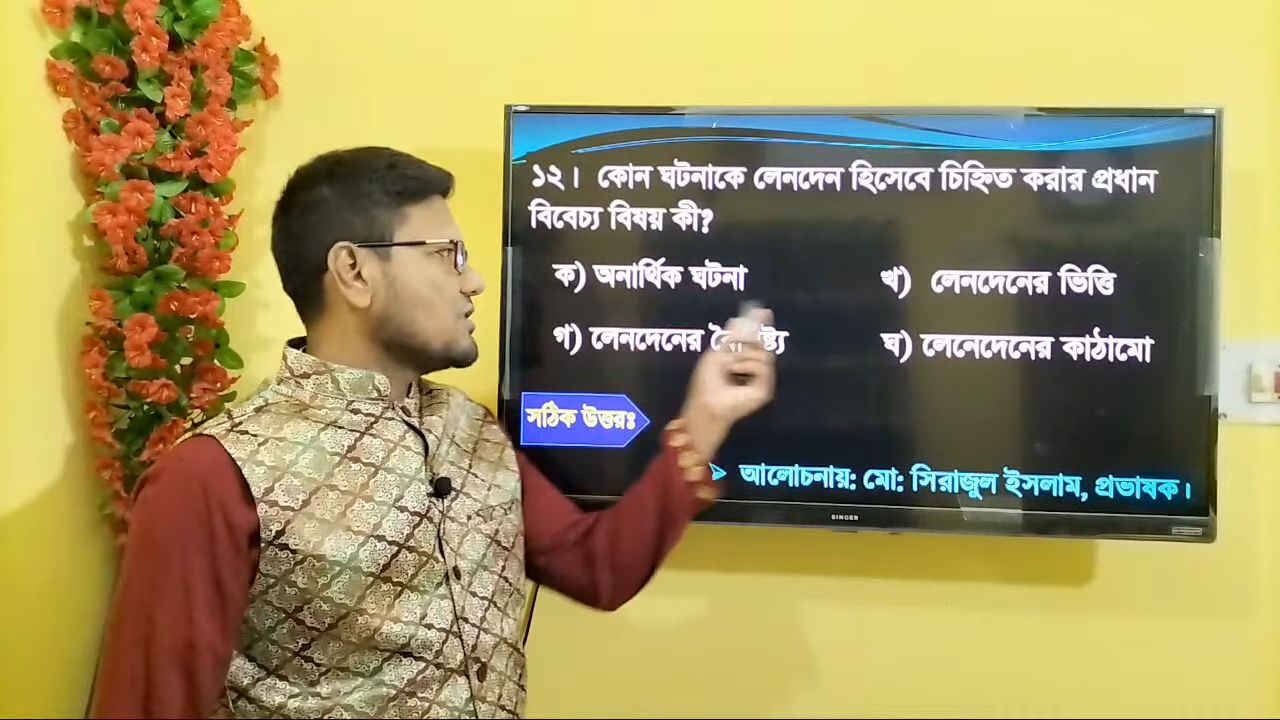 ১২। কোন ঘটনাকে লেনদেন হিসেবে চিহ্নিত করার প্রধান
বিবেচ্য বিষয় কী?
ক) অনার্থিক ঘটনা
খ) লেনদেনের ভিত্তি
গ) লেনদেনের
ঘ) লেনেদেনের কাঠামো
সঠিক উত্তরঃ
➤ আলোচনায়: মো: সিরাজুল ইসলাম, প্রভাষক।
SINGER